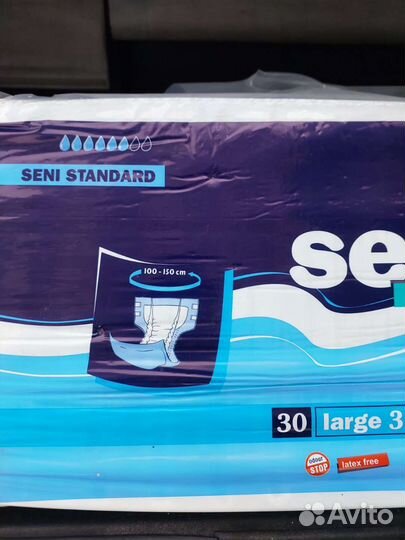 SENI STANDARD
se
100 - 150 cm
30 large 3
odour
STOP
latex free
Avito